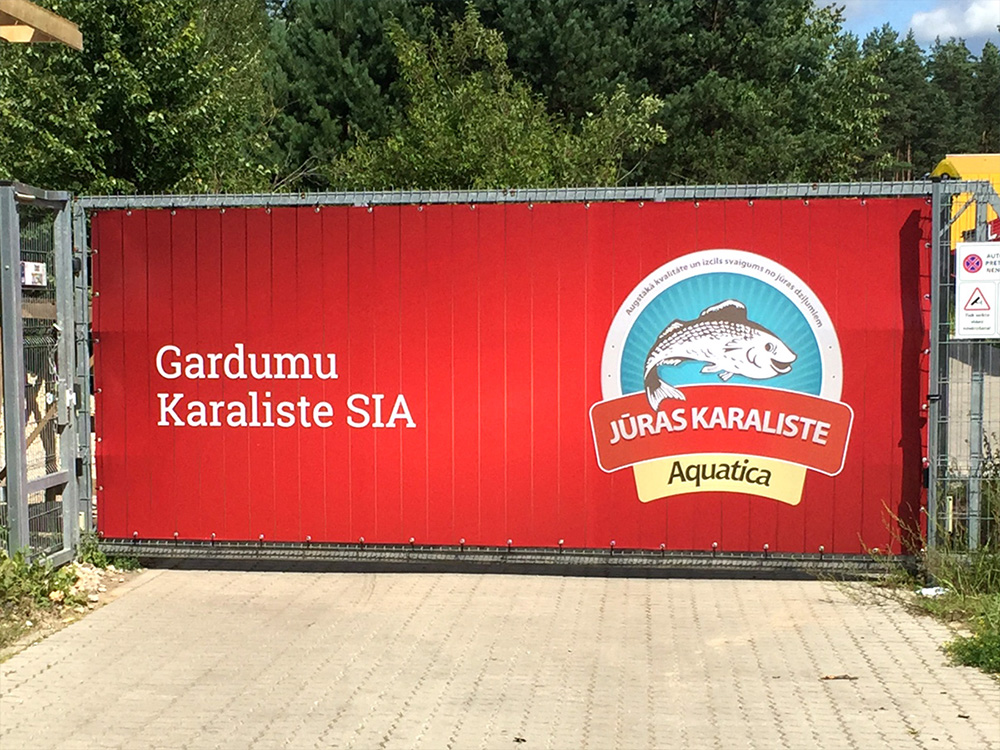 Gardumu
Karaliste SIA
Augstākā kvalitāte un izcils svaigums no jūras dziļumiem
JŪRAS KARALISTE
Aquatica